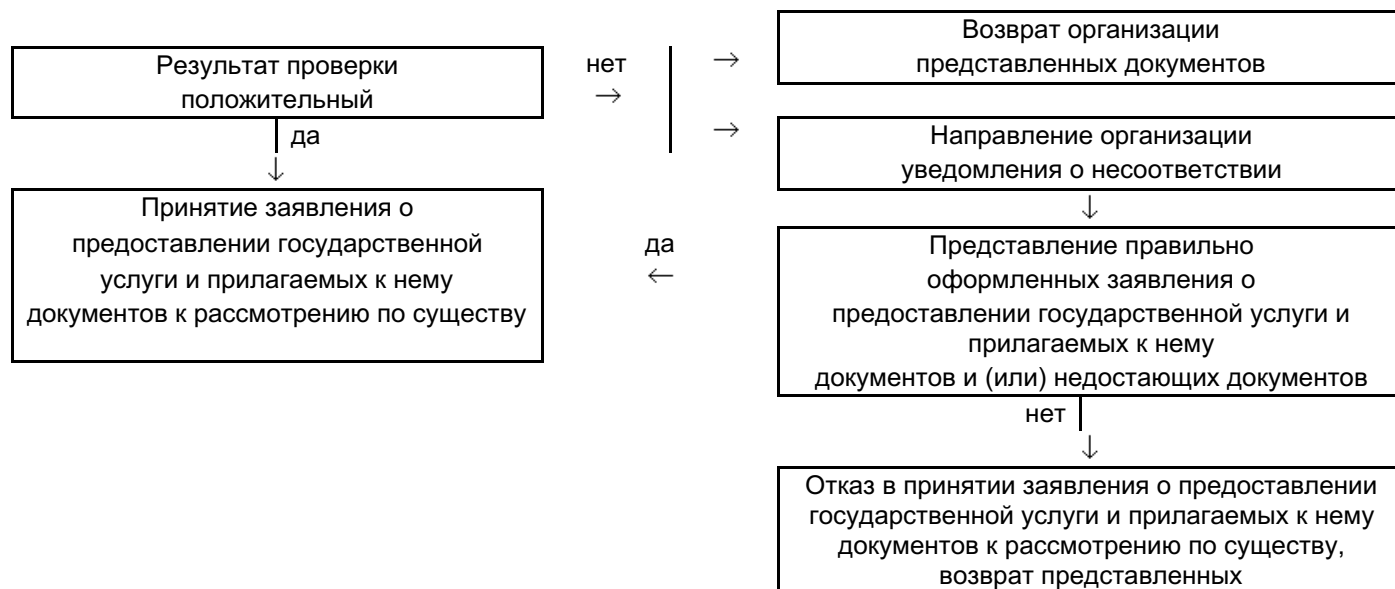 Результат проверки
положительный
нет
→
→
Возврат организации
представленных документов
да
↓
→
Направление организации
уведомления о несоответствии
↓
Принятие заявления о
предоставлении государственной
услуги и прилагаемых к нему
документов к рассмотрению по существу
да
←
Представление правильно
оформленных заявления о
предоставлении государственной услуги и
прилагаемых к нему
документов и (или) недостающих документов
нет
↓
Отказ в принятии заявления о предоставлении
государственной услуги и прилагаемых к нему
документов к рассмотрению по существу,
возврат представленных